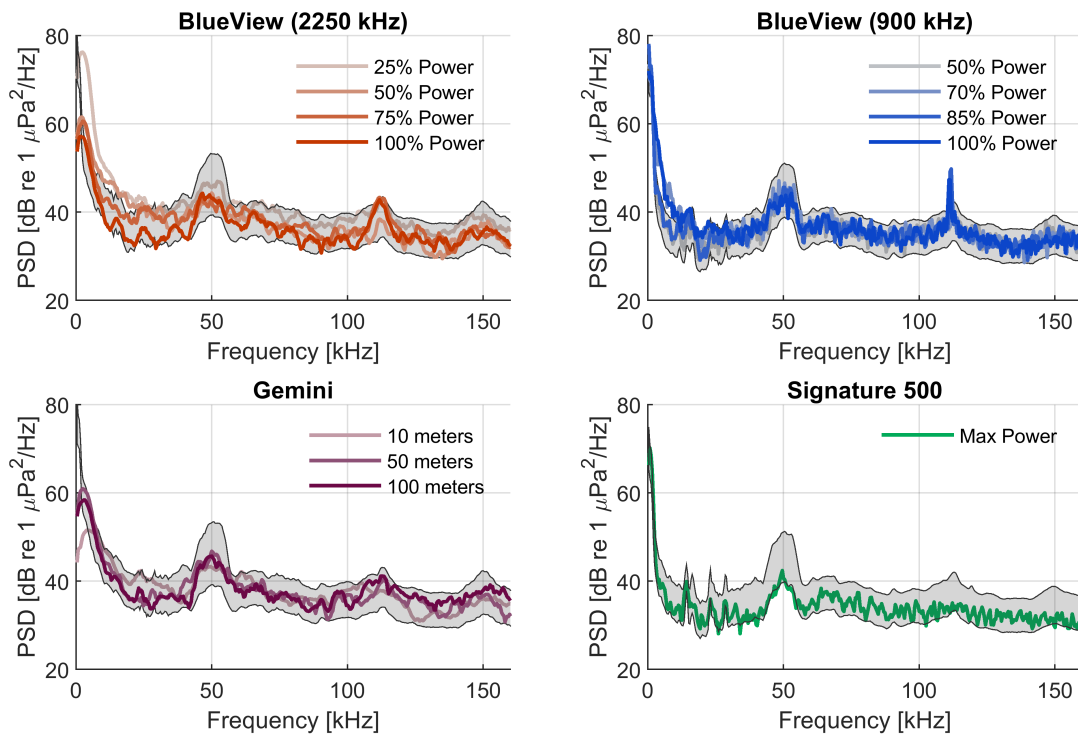 BlueView (2250 kHz)
80
60
40
20
PSD [dB re 1 μPa²/Hz]
25% Power
50% Power
75% Power
100% Power
0
50
100
150
Frequency [kHz]
BlueView (900 kHz)
80
60
40
20
PSD [dB re 1 μPa²/Hz]
50% Power
70% Power
85% Power
100% Power
0
50
100
150
Frequency [kHz]
Gemini
80
60
40
20
PSD [dB re 1 μPa²/Hz]
10 meters
50 meters
100 meters
0
50
100
150
Frequency [kHz]
Signature 500
80
60
40
20
PSD [dB re 1 μPa²/Hz]
Max Power
0
50
100
150
Frequency [kHz]